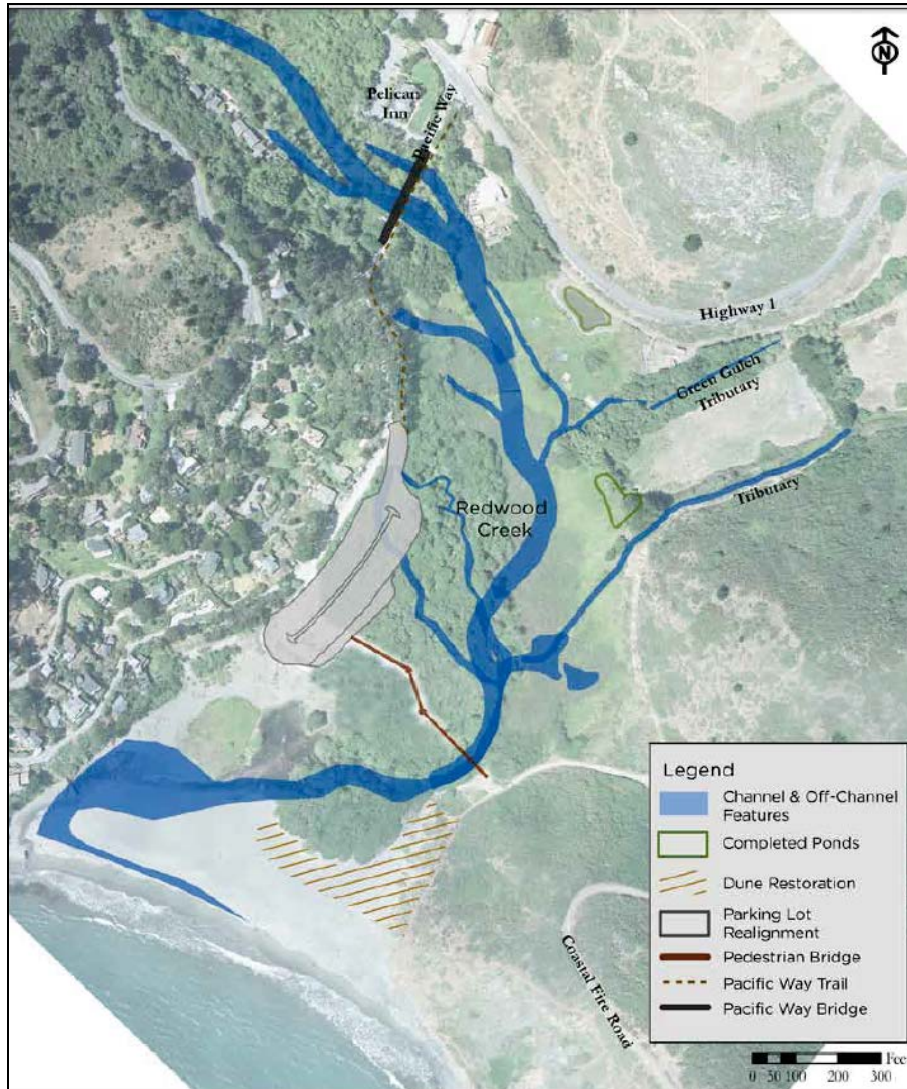 N
Pelican
Inn
Pacific Way
Highway 1
Green Gulch
Tributary
Tributary
Redwood
Creek
Coastal Fire Road
Legend
Channel & Off-Channel
Features
Completed Ponds
Dune Restoration
Parking Lot
Realignment
Pedestrian Bridge
Pacific Way Trail
Pacific Way Bridge
Fee
0 50 100 200 300